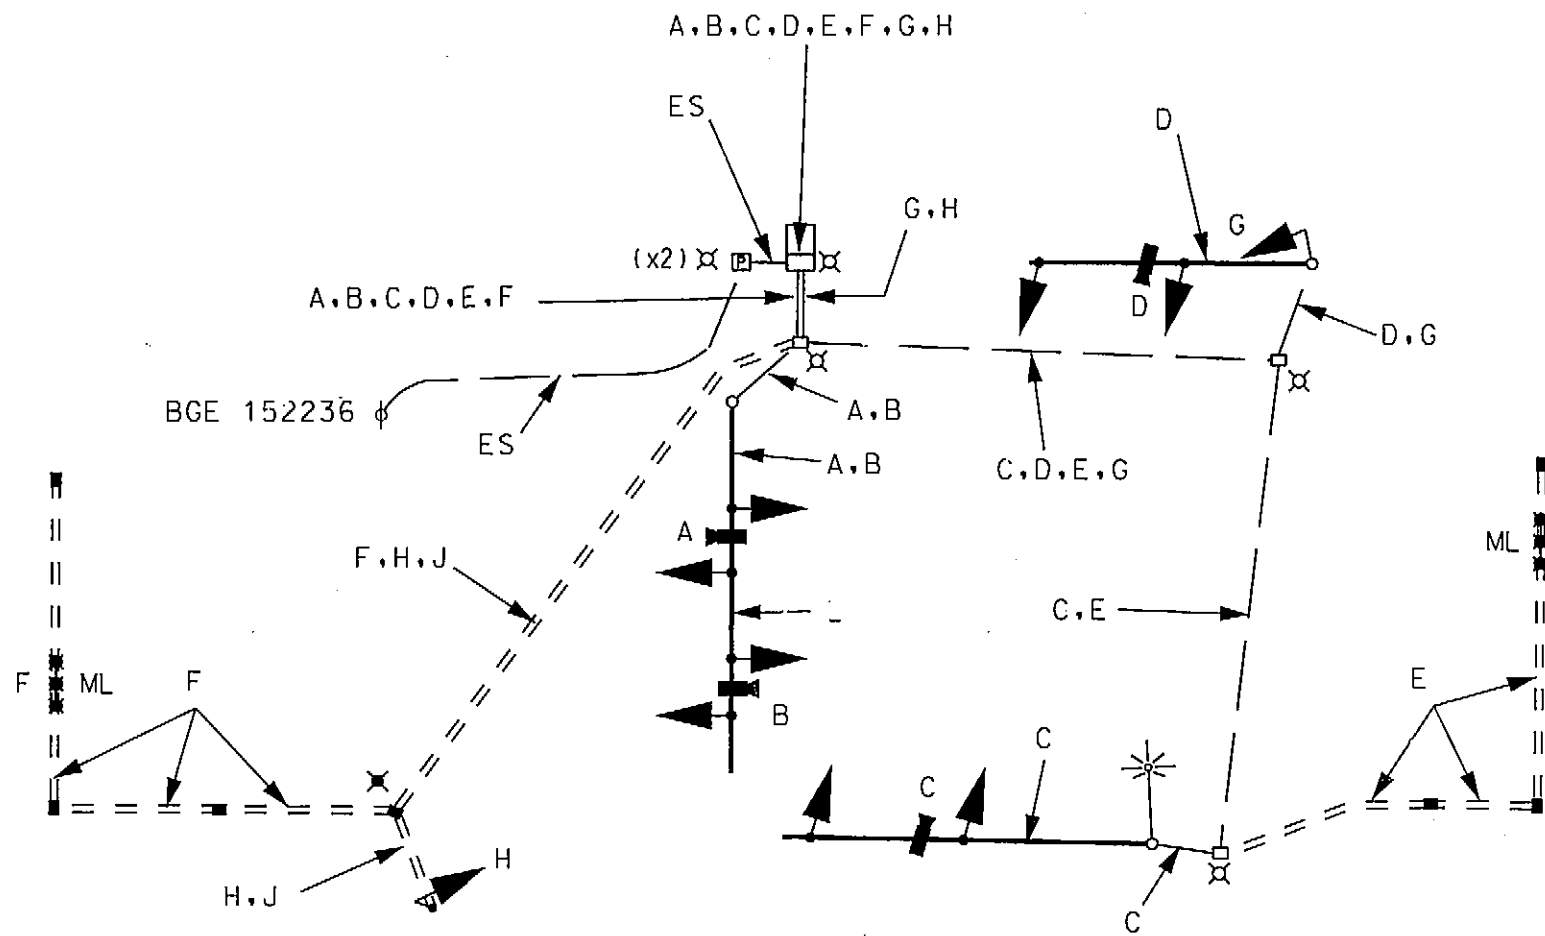 A,B,C,D,E,F,G,H
ES
D
G,H
G
(x2)
P
D
A,B,C,D,E,F
D,G
BGE 152236
A,B
ES
A,B
C,D,E,G
A
ML
F,H,J
C,E
F
ML
F
E
B
C
C
H
H,J
C